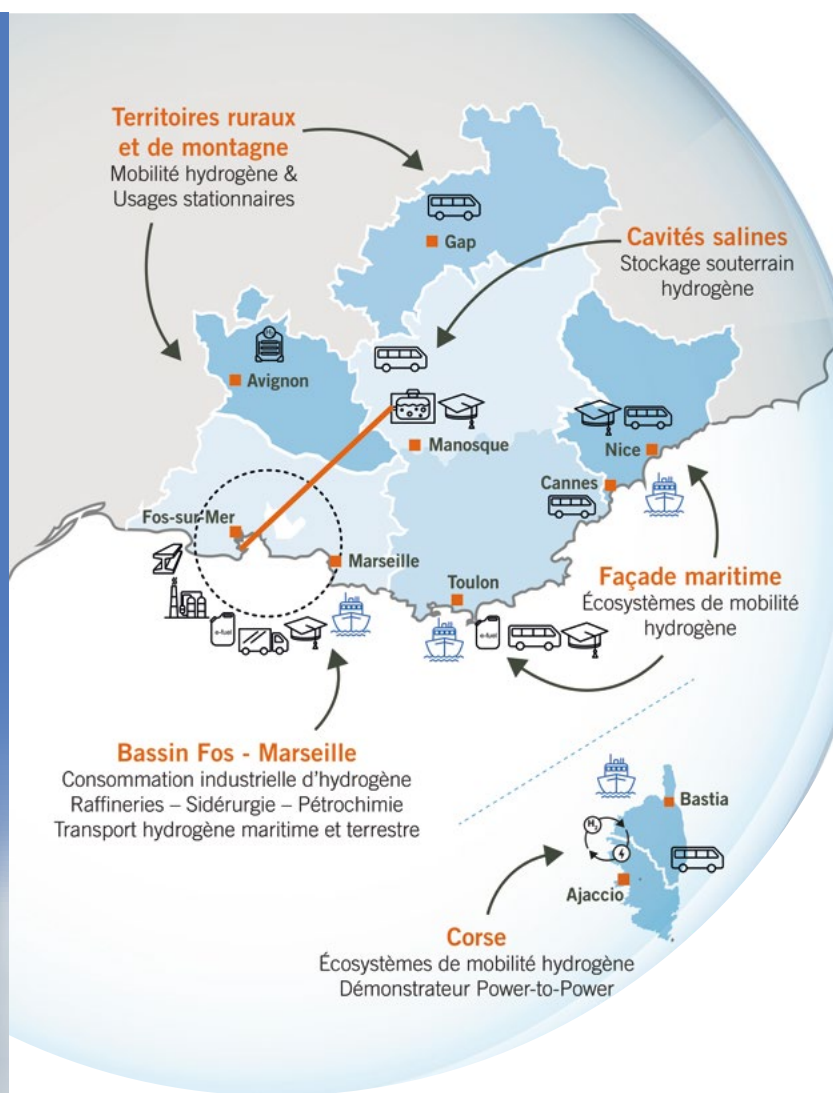 Territoires ruraux
et de montagne
Mobilité hydrogène &
Usages stationnaires
Gap
Cavités salines
Stockage souterrain
hydrogène
H₂
Avignon
Manosque
Nice
Cannes
Fos-sur-Mer
Marseille
Toulon
e-fuel
e-fuel
Façade maritime
Écosystèmes de mobilité
hydrogène
Bassin Fos - Marseille
Consommation industrielle d'hydrogène
Raffineries – Sidérurgie – Pétrochimie
Transport hydrogène maritime et terrestre
Bastia
H₂
Ajaccio
Corse
Écosystèmes de mobilité hydrogène
Démonstrateur Power-to-Power